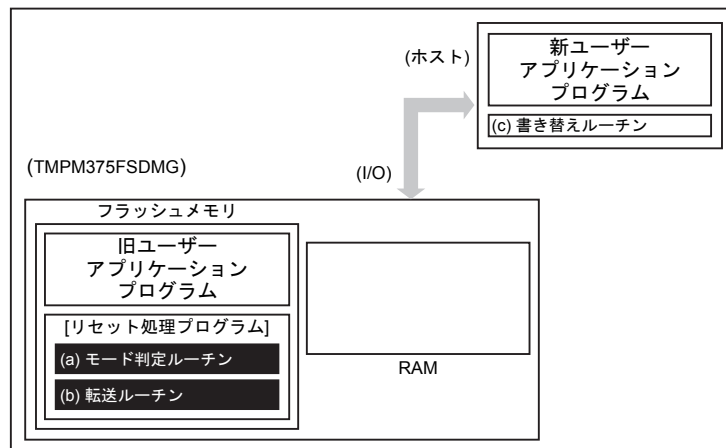 (ホスト)
新ユーザー
アプリケーション
プログラム
(c) 書き替えルーチン
(TMPM375FSDMG)
(I/O)
フラッシュメモリ
旧ユーザー
アプリケーション
プログラム
[リセット処理プログラム]
(a) モード判定ルーチン
(b) 転送ルーチン
RAM